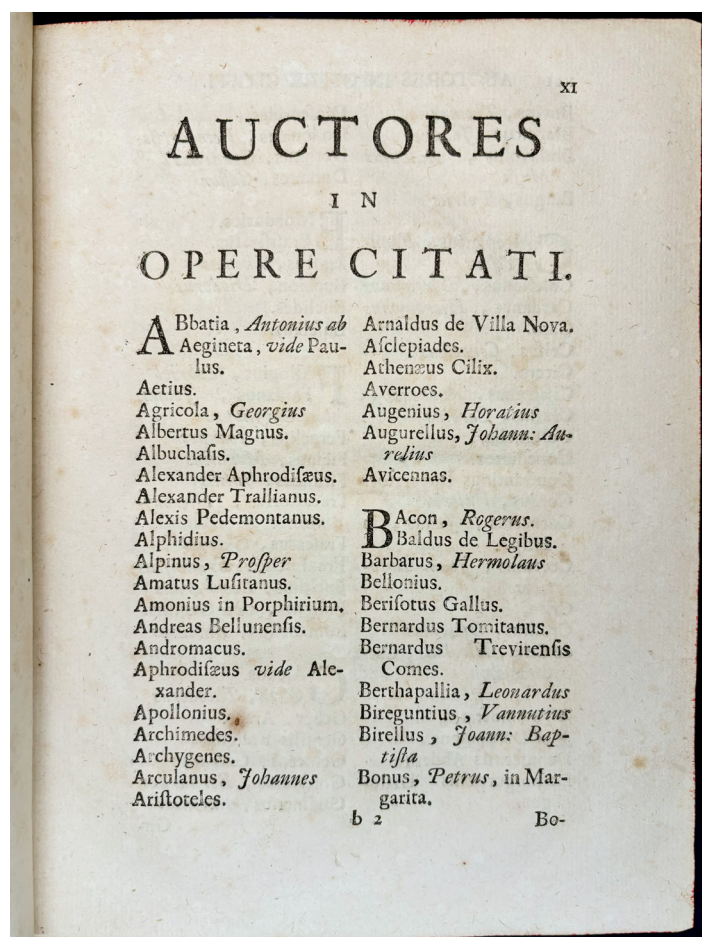 XI
AUCTORES
IN
OPERE CITATI.
ABbatia, Antonius ab
Aegineta, vide Pau-
lus.
Aetius.
Agricola, Georgius
Albertus Magnus.
Albuchaſis.
Alexander Aphrodiſæus.
Alexander Trallianus.
Alexis Pedemontanus.
Alphidius.
Alpinus, Proſper
Amatus Luſitanus.
Amonius in Porphirium.
Andreas Bellunenſis.
Andromacus.
Aphrodiſæus vide Ale-
xander.
Apollonius.
Archimedes.
Archygenes.
Arculanus, Johannes
Ariſtoteles.
Arnaldus de Villa Nova.
Aſclepiades.
Athenæus Cilix.
Averroes.
Augenius, Horatius
Augurellus, Johann: Au-
relius
Avicennas.
BAcon, Rogerus.
Baldus de Legibus.
Barbarus, Hermolaus
Bellonius.
Beriſotus Gallus.
Bernardus Tomitanus.
Bernardus Trevirenſis
Comes.
Berthapallia, Leonardus
Bireguntius, Vannutius
Birellus, Joann: Bap-
tiſta
Bonus, Petrus, in Mar-
garita.
b 2
Bo-